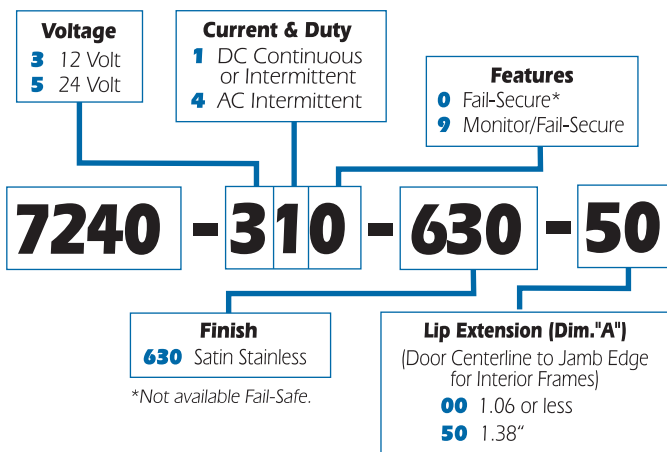 Voltage
3 12 Volt
5 24 Volt
Current & Duty
1 DC Continuous
or Intermittent
4 AC Intermittent
Features
0 Fail-Secure*
9 Monitor/Fail-Secure
7240 - 310 - 630 - 50
Finish
630 Satin Stainless
*Not available Fail-Safe.
Lip Extension (Dim."A")
(Door Centerline to Jamb Edge
for Interior Frames)
00 1.06 or less
50 1.38“